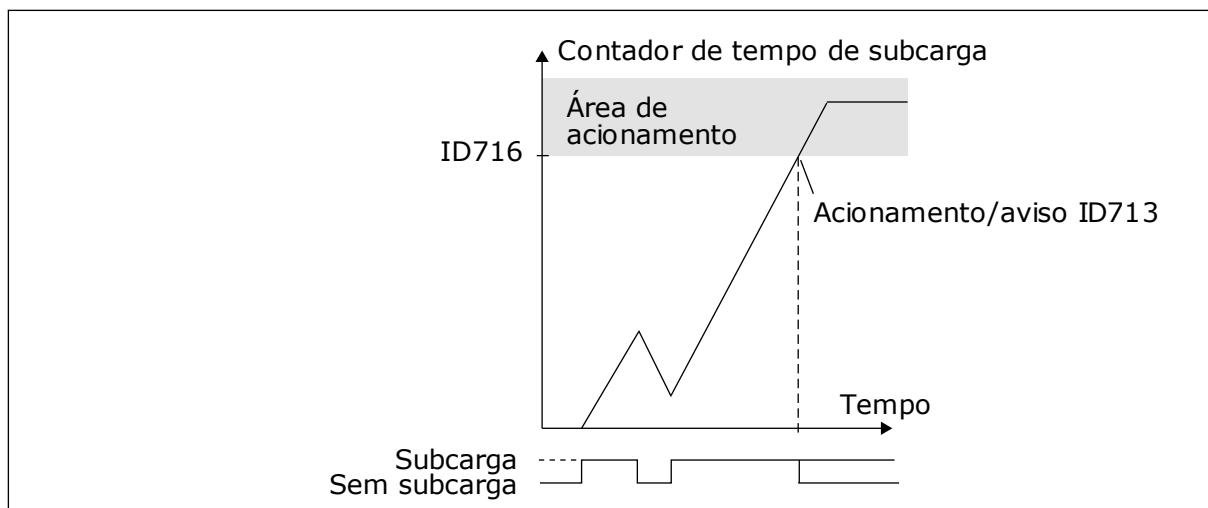 Contador de tempo de subcarga
Área de
acionamento
ID716
Acionamento/aviso ID713
Tempo
Subcarga
Sem subcarga